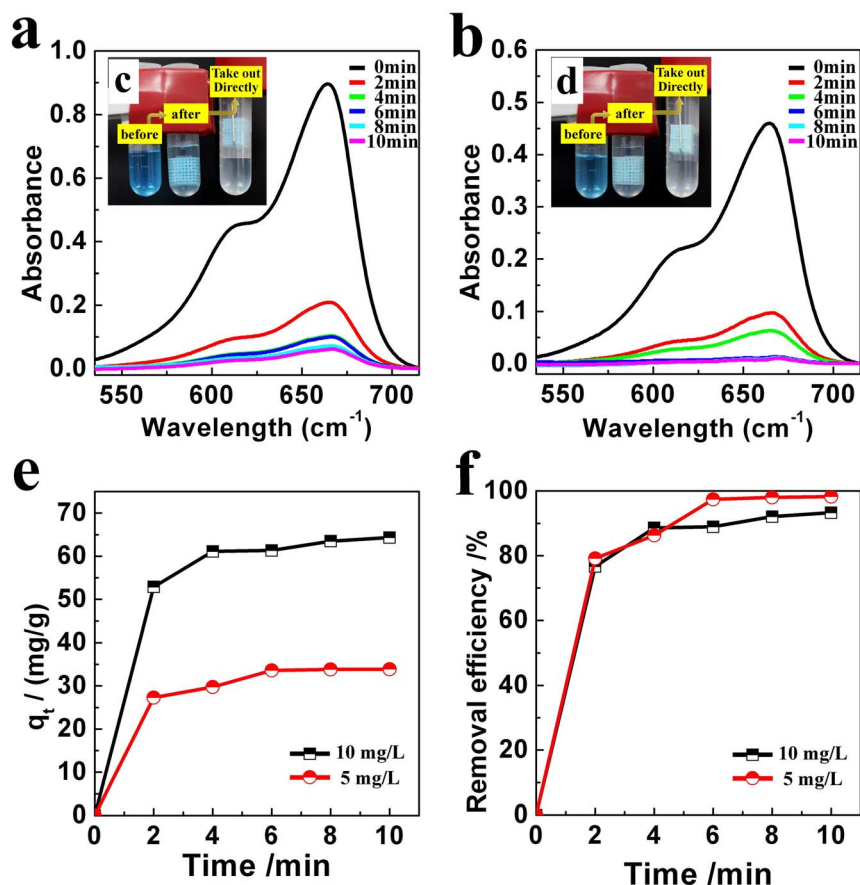 a
1.0
0.8
0.6
0.4
0.2
0.0
Absorbance
550 600 650 700
Wavelength (cm⁻¹)
0min
2min
4min
6min
8min
10min
c
Take out
Directly
after
before
b
0.6
0.5
0.4
0.3
0.2
0.1
0.0
Absorbance
550 600 650 700
Wavelength (cm⁻¹)
0min
2min
4min
6min
8min
10min
d
Take out
Directly
after
before
e
70
60
50
40
30
20
10
0
qt / (mg/g)
0 2 4 6 8 10
Time /min
10 mg/L
5 mg/L
f
100
80
60
40
20
0
Removal efficiency /%
0 2 4 6 8 10
Time /min
10 mg/L
5 mg/L